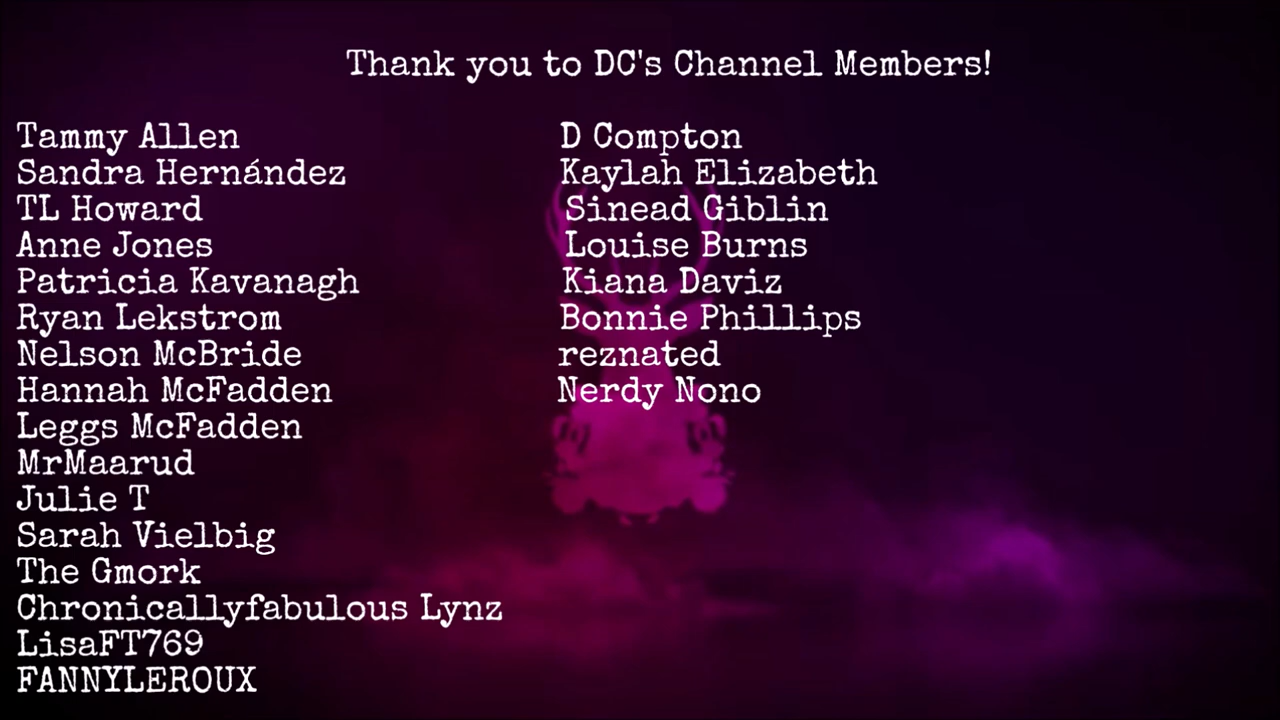 Thank you to DC's Channel Members!
Tammy Allen
Sandra Hernández
TL Howard
Anne Jones
Patricia Kavanagh
Ryan Lekstrom
Nelson McBride
Hannah McFadden
Leggs McFadden
MrMaarud
Julie T
Sarah Vielbig
The Gmork
Chronicallyfabulous Lynz
LisaFT769
FANNYLEROUX
D Compton
Kaylah Elizabeth
Sinead Giblin
Louise Burns
Kiana Daviz
Bonnie Phillips
reznated
Nerdy Nono